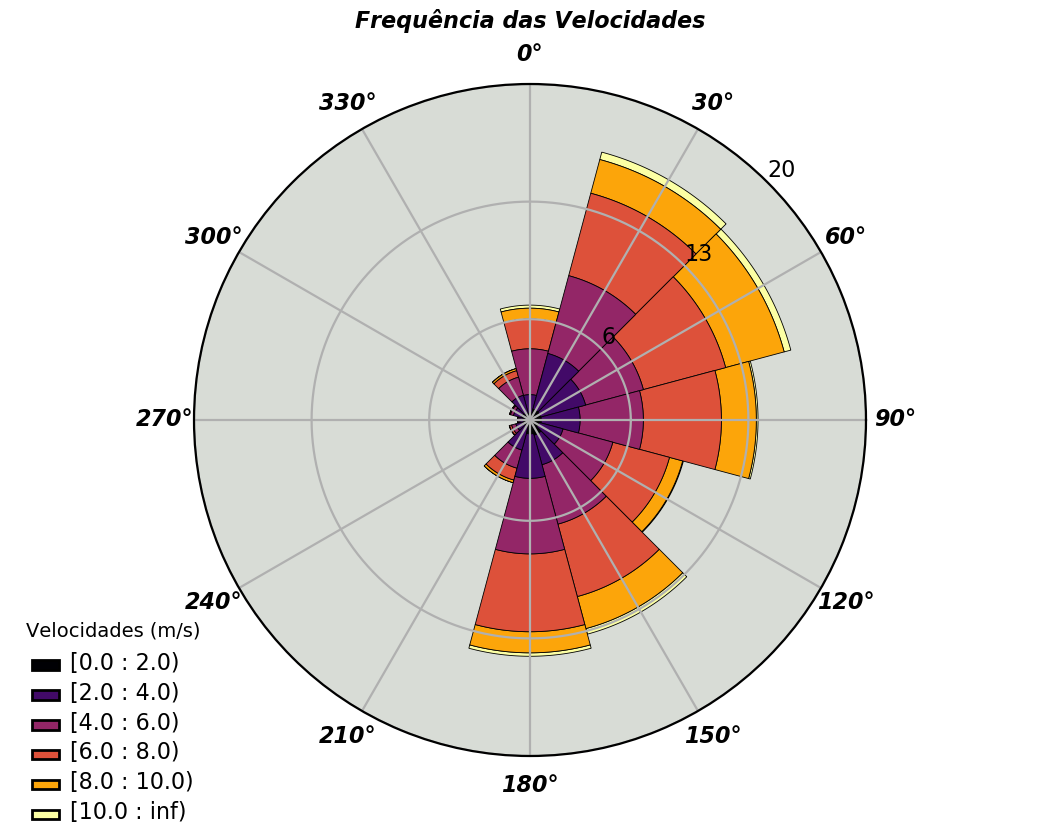 Frequência das Velocidades
0°
330°
30°
20
300°
60°
13
6
270°
90°
240°
120°
210°
150°
180°
Velocidades (m/s)
[0.0 : 2.0)
[2.0 : 4.0)
[4.0 : 6.0)
[6.0 : 8.0)
[8.0 : 10.0)
[10.0 : inf)